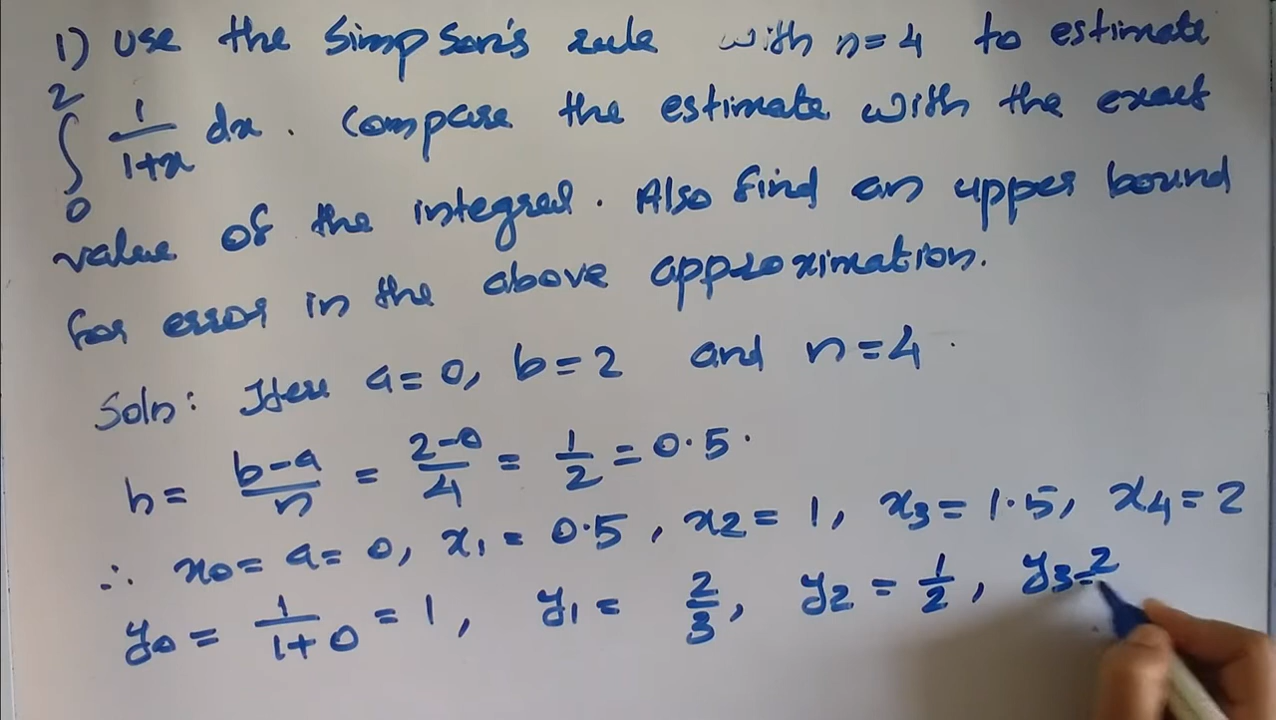 1) Use the Simpson's rule with n=4 to estimate
∫₀² 1/(1+x) dx. Compare the estimate with the exact
value of the integral. Also find an upper bound
for error in the above approximation.
Soln: Here a=0, b=2 and n=4.
h = (b-a)/n = (2-0)/4 = 1/2 = 0.5.
∴ x₀=a=0, x₁=0.5, x₂=1, x₃=1.5, x₄=2
y₀ = 1/(1+0) = 1, y₁ = 2/3, y₂ = 1/2, y₃=2